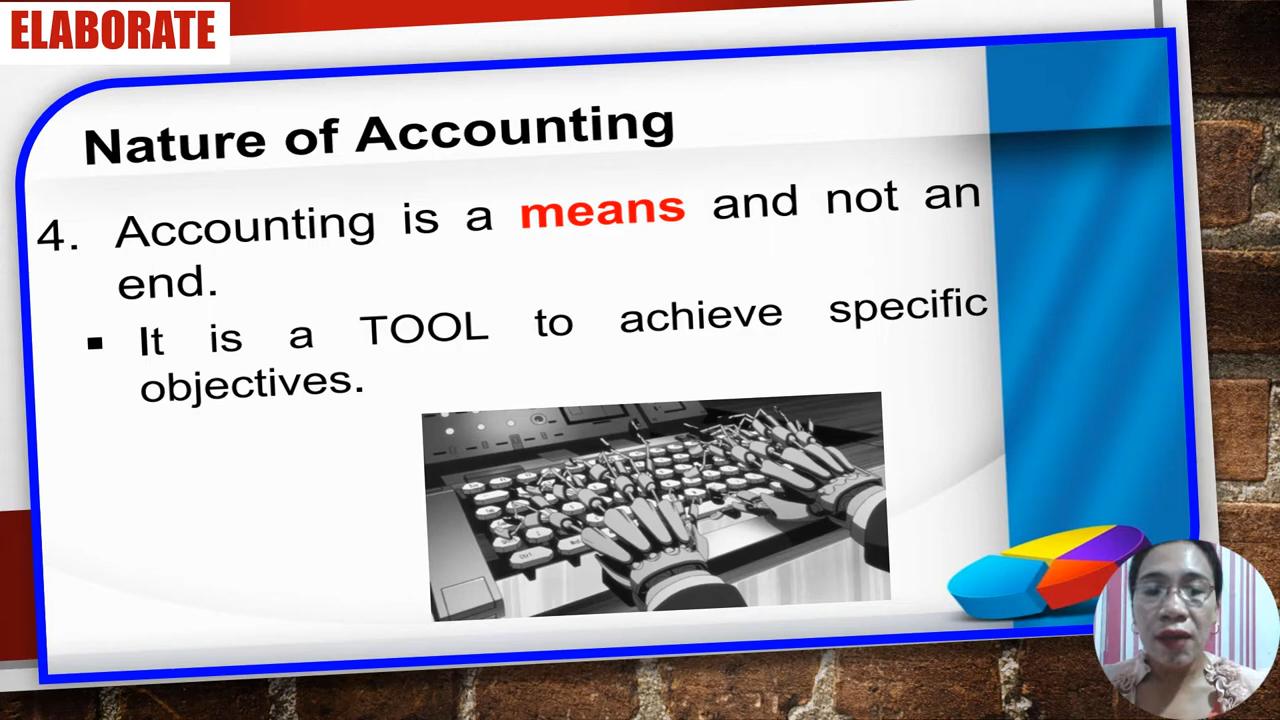 ELABORATE
Nature of Accounting
4. Accounting is a means and not an
end.
▪ It is a TOOL to achieve specific
objectives.